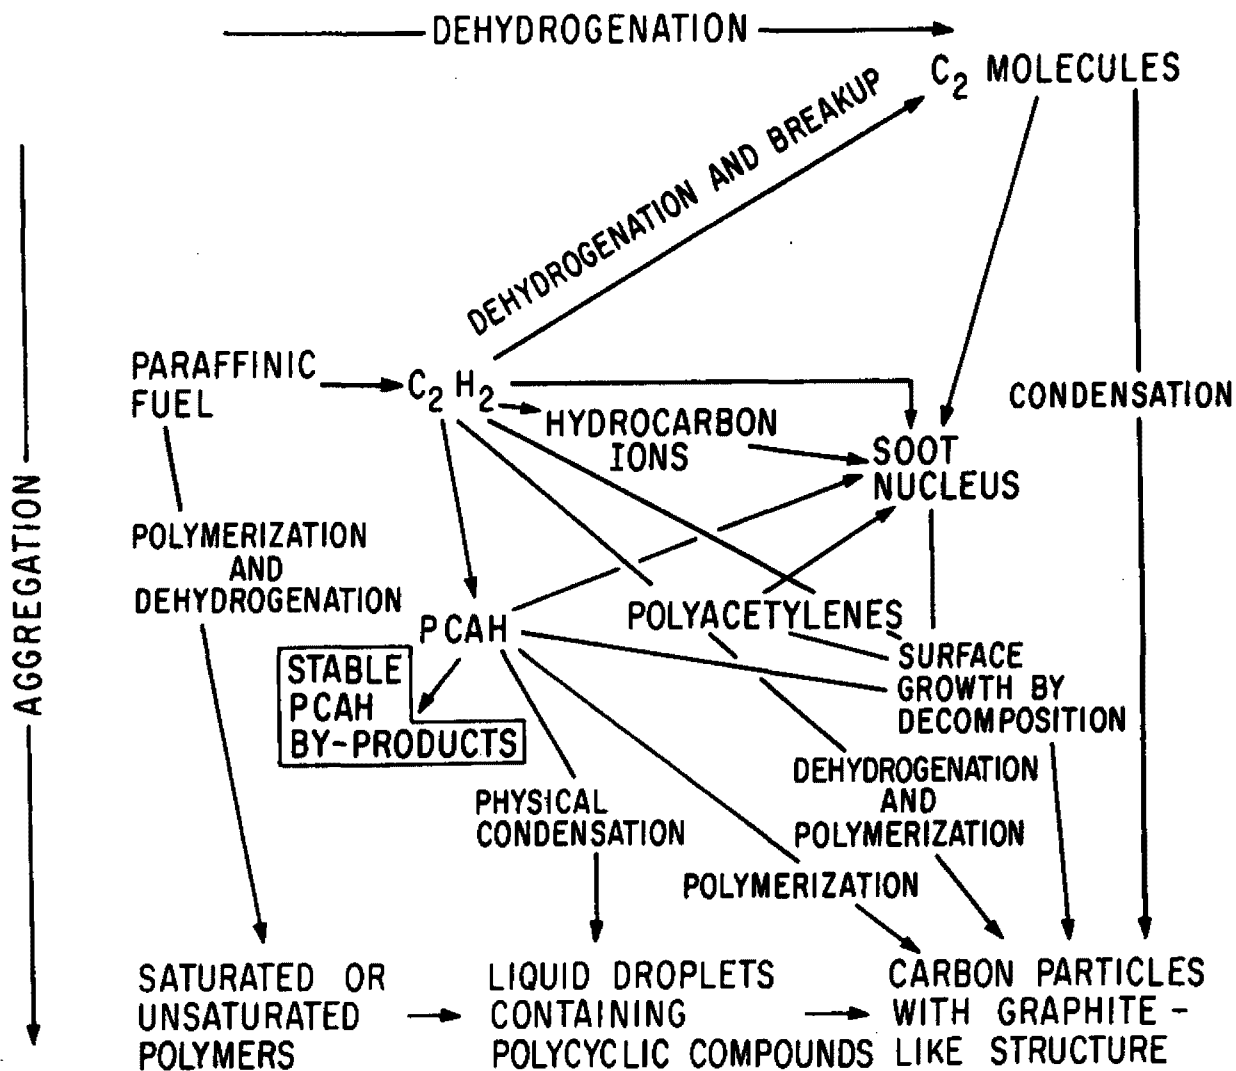 DEHYDROGENATION
C2 MOLECULES
DEHYDROGENATION AND BREAKUP
PARAFFINIC
FUEL
C2 H2
CONDENSATION
HYDROCARBON
IONS
SOOT
NUCLEUS
AGGREGATION
POLYMERIZATION
AND
DEHYDROGENATION
PCAH
POLYACETYLENES
STABLE
PCAH
BY-PRODUCTS
SURFACE
GROWTH BY
DECOMPOSITION
DEHYDROGENATION
AND
POLYMERIZATION
PHYSICAL
CONDENSATION
POLYMERIZATION
SATURATED OR
UNSATURATED
POLYMERS
LIQUID DROPLETS
CONTAINING
POLYCYCLIC COMPOUNDS
CARBON PARTICLES
WITH GRAPHITE-
LIKE STRUCTURE